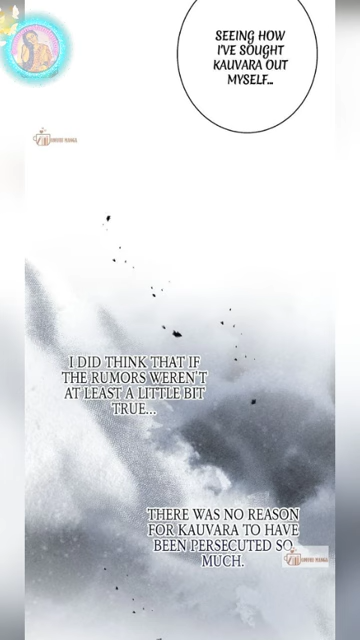 SEEING HOW
I'VE SOUGHT
KAUVARA OUT
MYSELF...
I DID THINK THAT IF
THE RUMORS WEREN'T
AT LEAST A LITTLE BIT
TRUE...
THERE WAS NO REASON
FOR KAUVARA TO HAVE
BEEN PERSECUTED SO
MUCH.